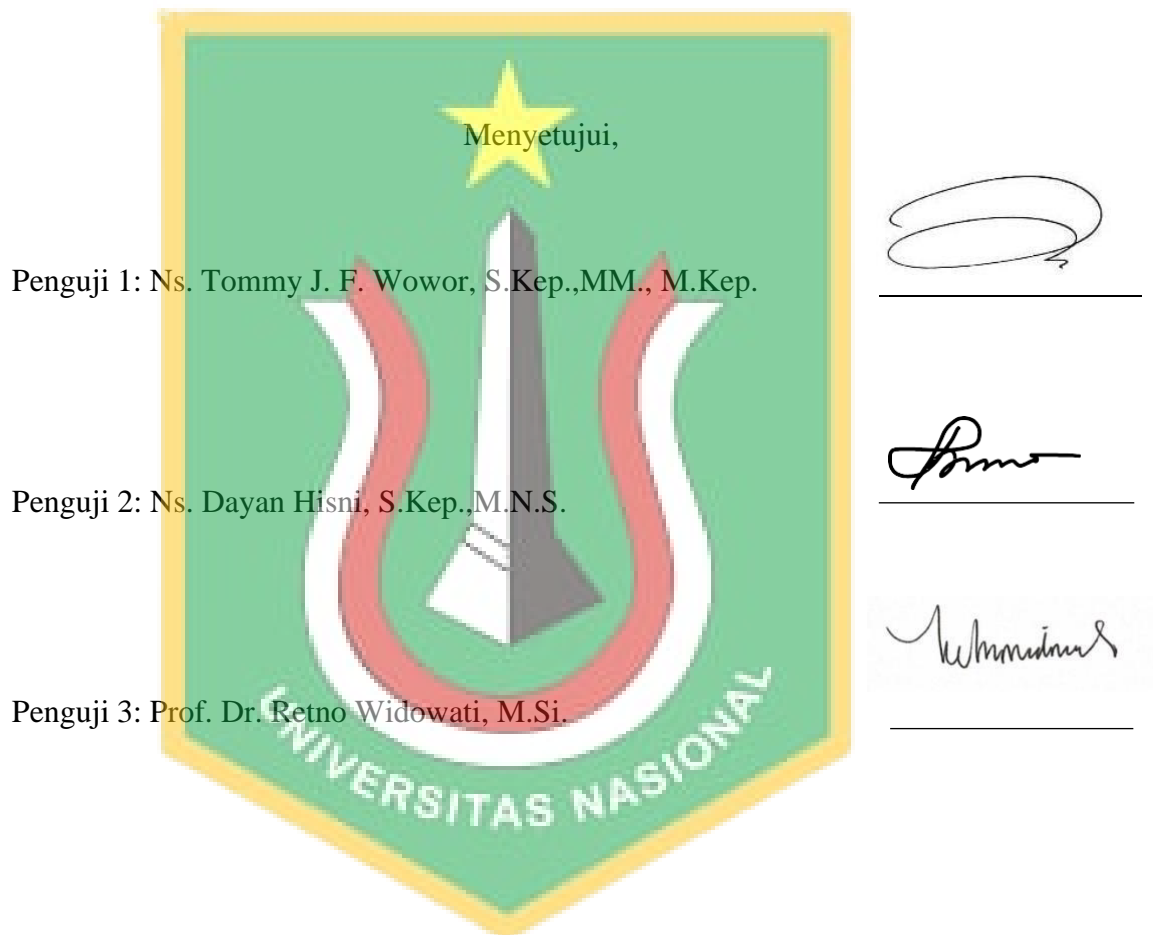 Menyetujui,
Penguji 1: Ns. Tommy J. F. Wowor, S.Kep.,MM., M.Kep.
Penguji 2: Ns. Dayan Hisni, S.Kep.,M.N.S.
Penguji 3: Prof. Dr. Retno Widowati, M.Si.
UNIVERSITAS NASIONAL